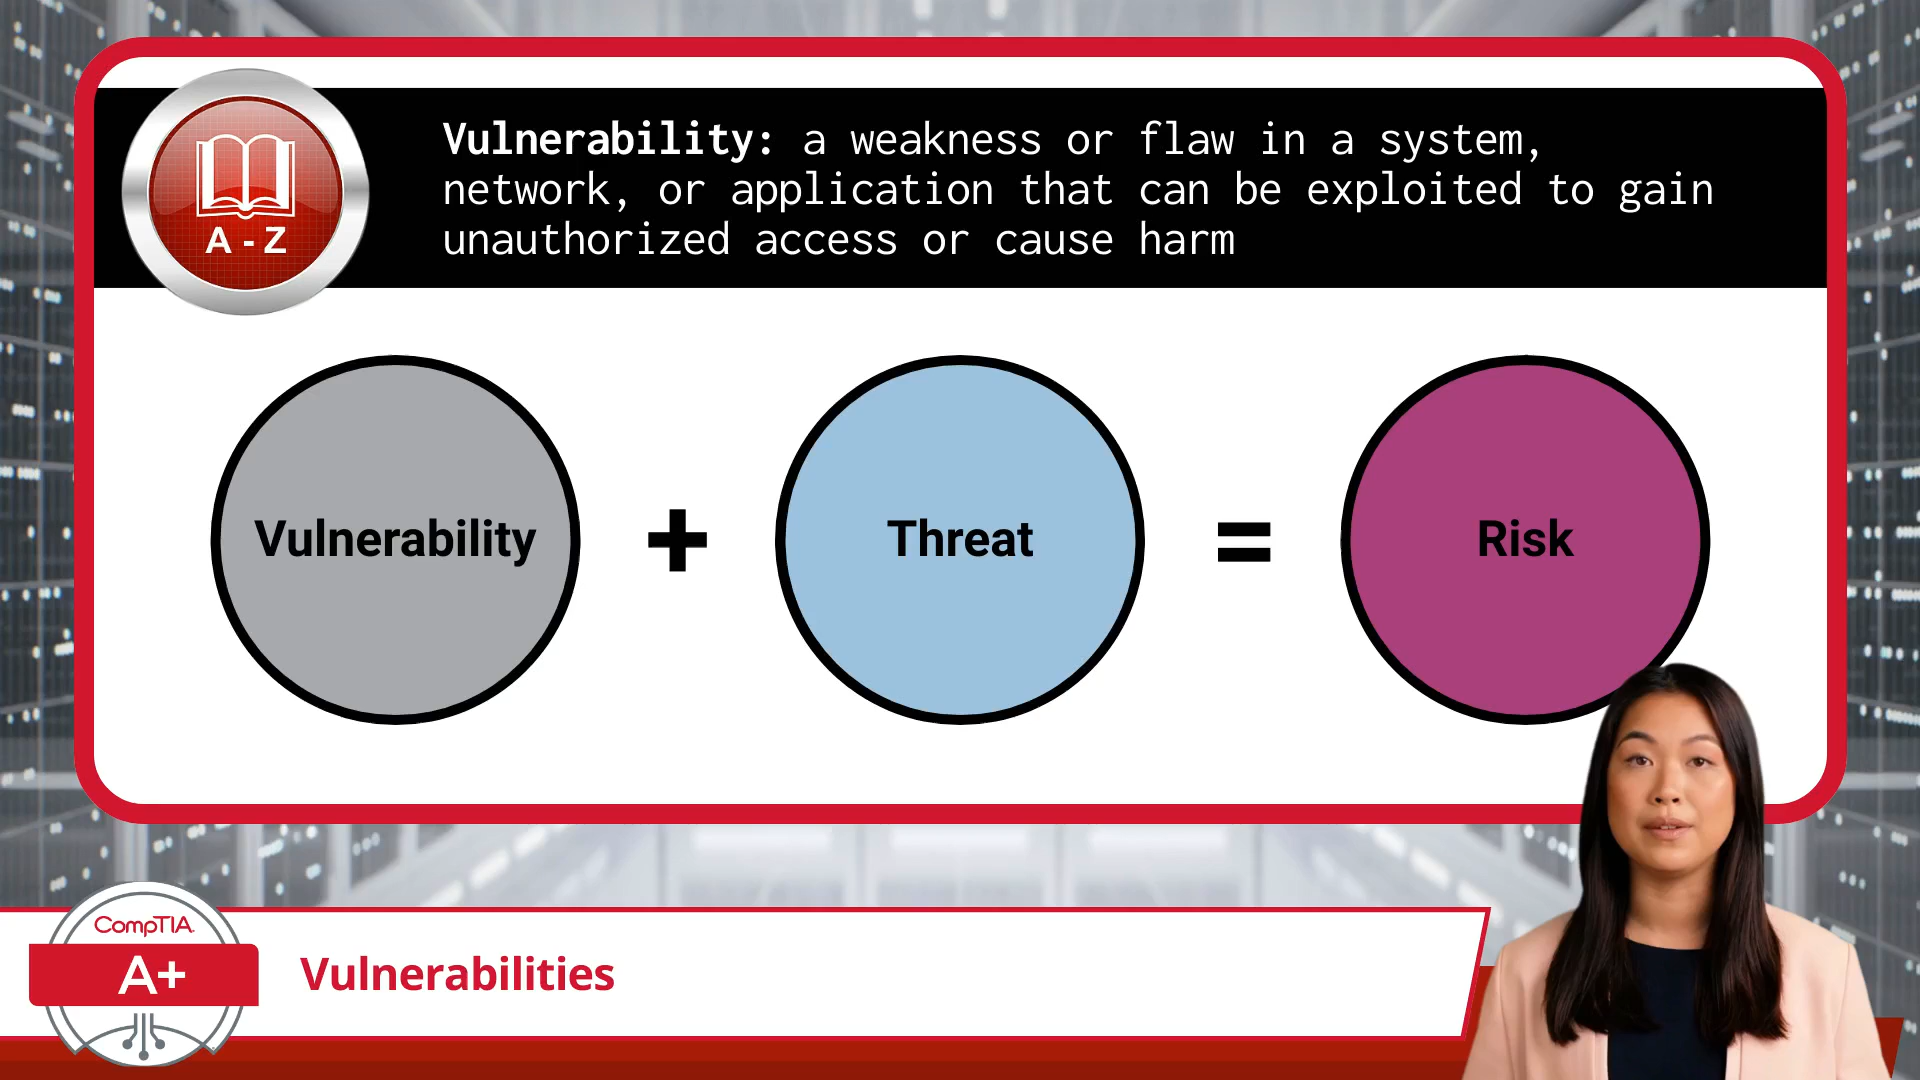 Vulnerability: a weakness or flaw in a system,
network, or application that can be exploited to gain
unauthorized access or cause harm
A - Z
Vulnerability + Threat = Risk
CompTIA.
A+
Vulnerabilities